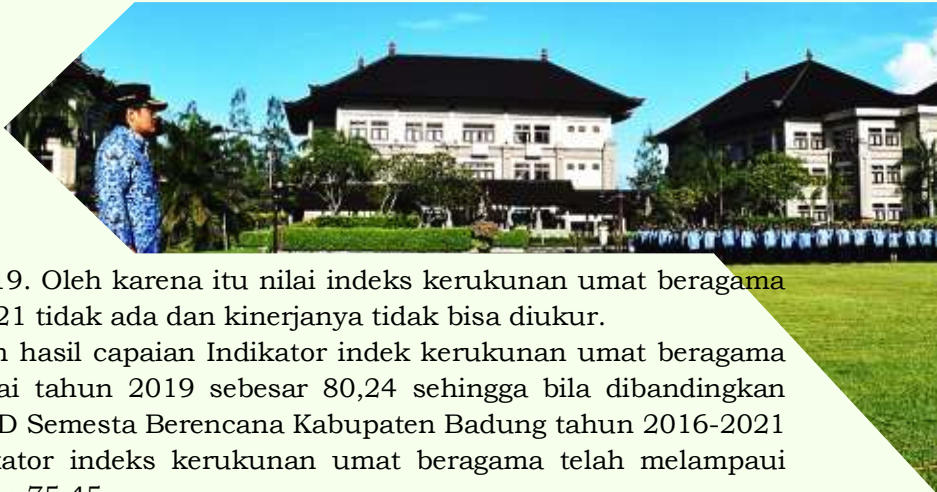 19. Oleh karena itu nilai indeks kerukunan umat beragama
21 tidak ada dan kinerjanya tidak bisa diukur.
hasil capaian Indikator indek kerukunan umat beragama
tahun 2019 sebesar 80,24 sehingga bila dibandingkan
Semesta Berencana Kabupaten Badung tahun 2016-2021
indeks kerukunan umat beragama telah melampaui